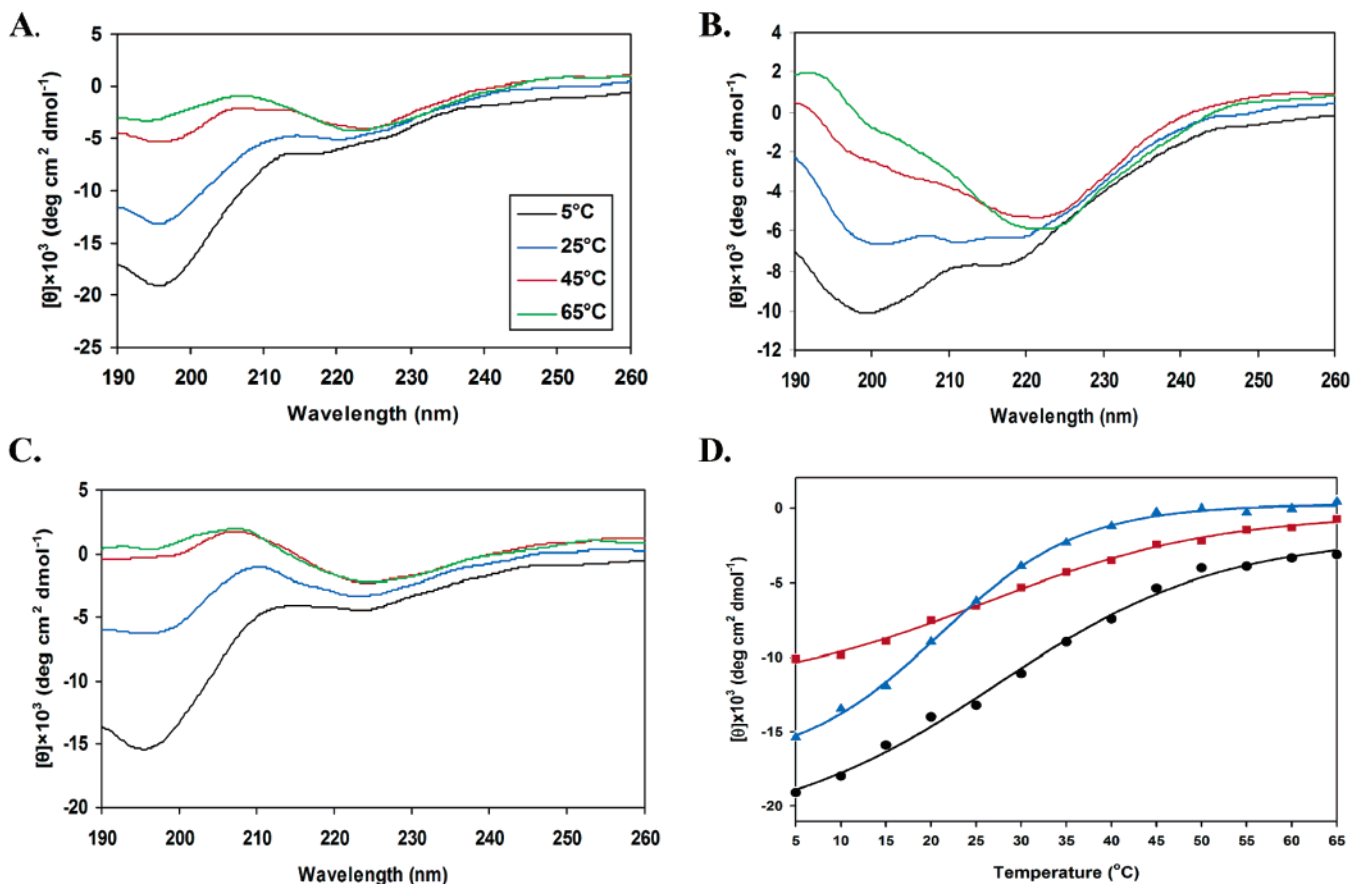 A.
5
0
-5
-10
-15
-20
-25
[θ]×10³ (deg cm² dmol⁻¹)
5°C
25°C
45°C
65°C
190 200 210 220 230 240 250 260
Wavelength (nm)
B.
4
2
0
-2
-4
-6
-8
-10
-12
[θ]×10³ (deg cm² dmol⁻¹)
190 200 210 220 230 240 250 260
Wavelength (nm)
C.
5
0
-5
-10
-15
-20
[θ]×10³ (deg cm² dmol⁻¹)
190 200 210 220 230 240 250 260
Wavelength (nm)
D.
0
-5
-10
-15
-20
[θ]x10³ (deg cm² dmol⁻¹)
5 10 15 20 25 30 35 40 45 50 55 60 65
Temperature (°C)